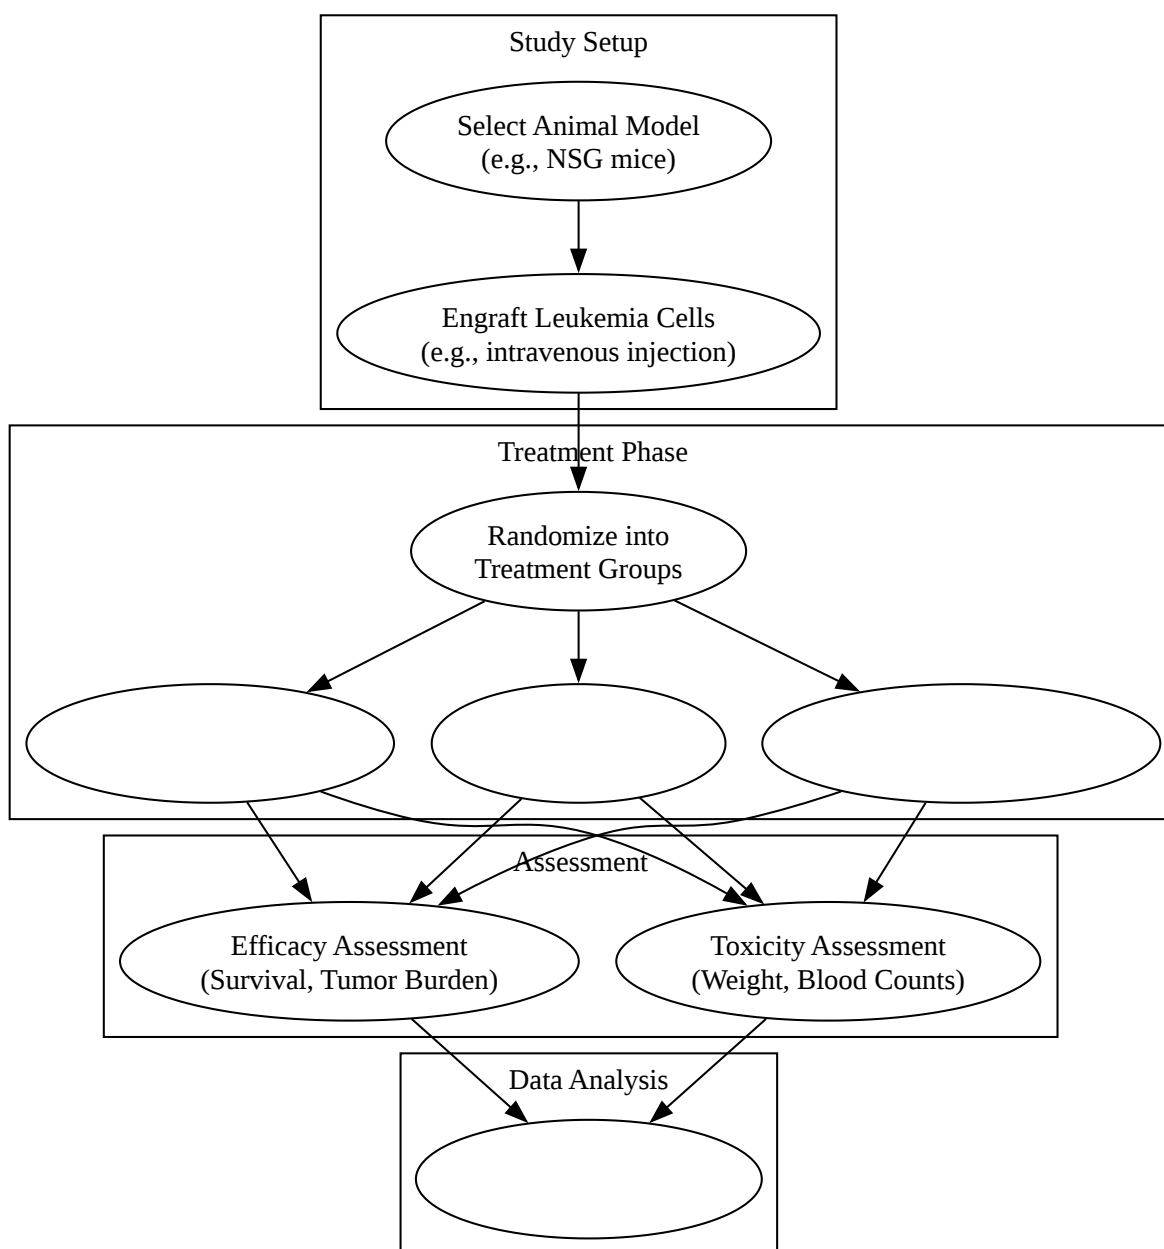 Study Setup
Select Animal Model
(e.g., NSG mice)
Engraft Leukemia Cells
(e.g., intravenous injection)
Treatment Phase
Randomize into
Treatment Groups
Assessment
Efficacy Assessment
(Survival, Tumor Burden)
Toxicity Assessment
(Weight, Blood Counts)
Data Analysis